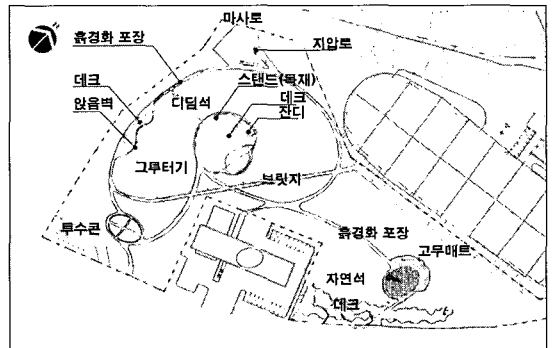 마사로
흙경화 포장
지압로
스탠드(목재)
데크
데크
잔디
디딤석
앉음벽
그루터기
브릿지
투수콘
흙경화 포장
고무매트
자연석
데크